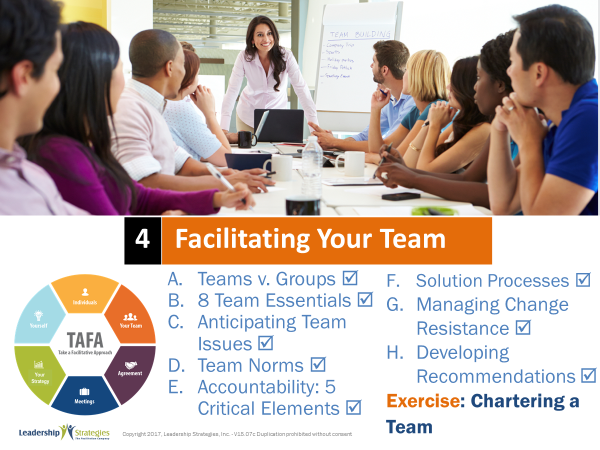 TEAM BUILDING
4 Facilitating Your Team
A. Teams v. Groups ☑
B. 8 Team Essentials ☑
C. Anticipating Team
Issues ☑
D. Team Norms ☑
E. Accountability: 5
Critical Elements ☑
F. Solution Processes ☑
G. Managing Change
Resistance ☑
H. Developing
Recommendations ☑
Exercise: Chartering a
Team
Individuals
Yourself
Your Team
TAFA
Take a Facilitative Approach
Your
Strategy
Agreement
Meetings
Leadership Strategies
The Facilitation Company
Copyright 2017, Leadership Strategies, Inc. - V15.07c Duplication prohibited without consent